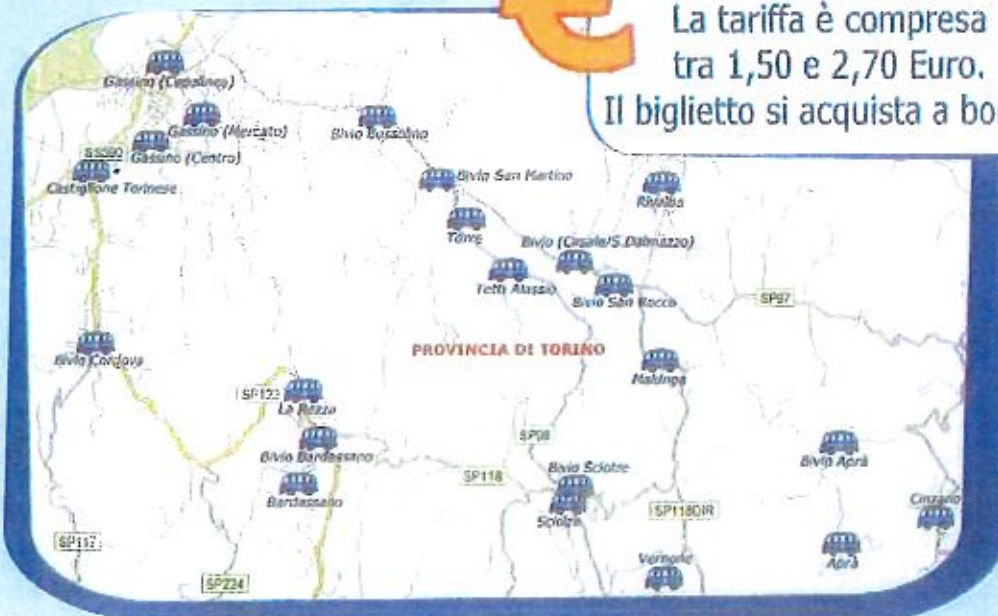 €
La tariffa è compresa
tra 1,50 e 2,70 Euro.
Il biglietto si acquista a bo
Gassino (Capolinea)
Gassino (Mercato)
Bivio Bussolino
SS590
Gassino (Centro)
Castiglione Torinese
Bivio San Martino
Rivalba
Torre
Bivio (Casale/S.Dalmazzo)
Tetti Alassio
Bivio San Rocco
SP97
PROVINCIA DI TORINO
Bivio Cordova
SP122
La Rezza
Bivio Bardassano
SP98
Bivio Aprà
SP118
Bivio Sciolze
Bardassano
Cinzano
Sciolze
SP118DIR
SP117
Vernone
Aprà
SP224